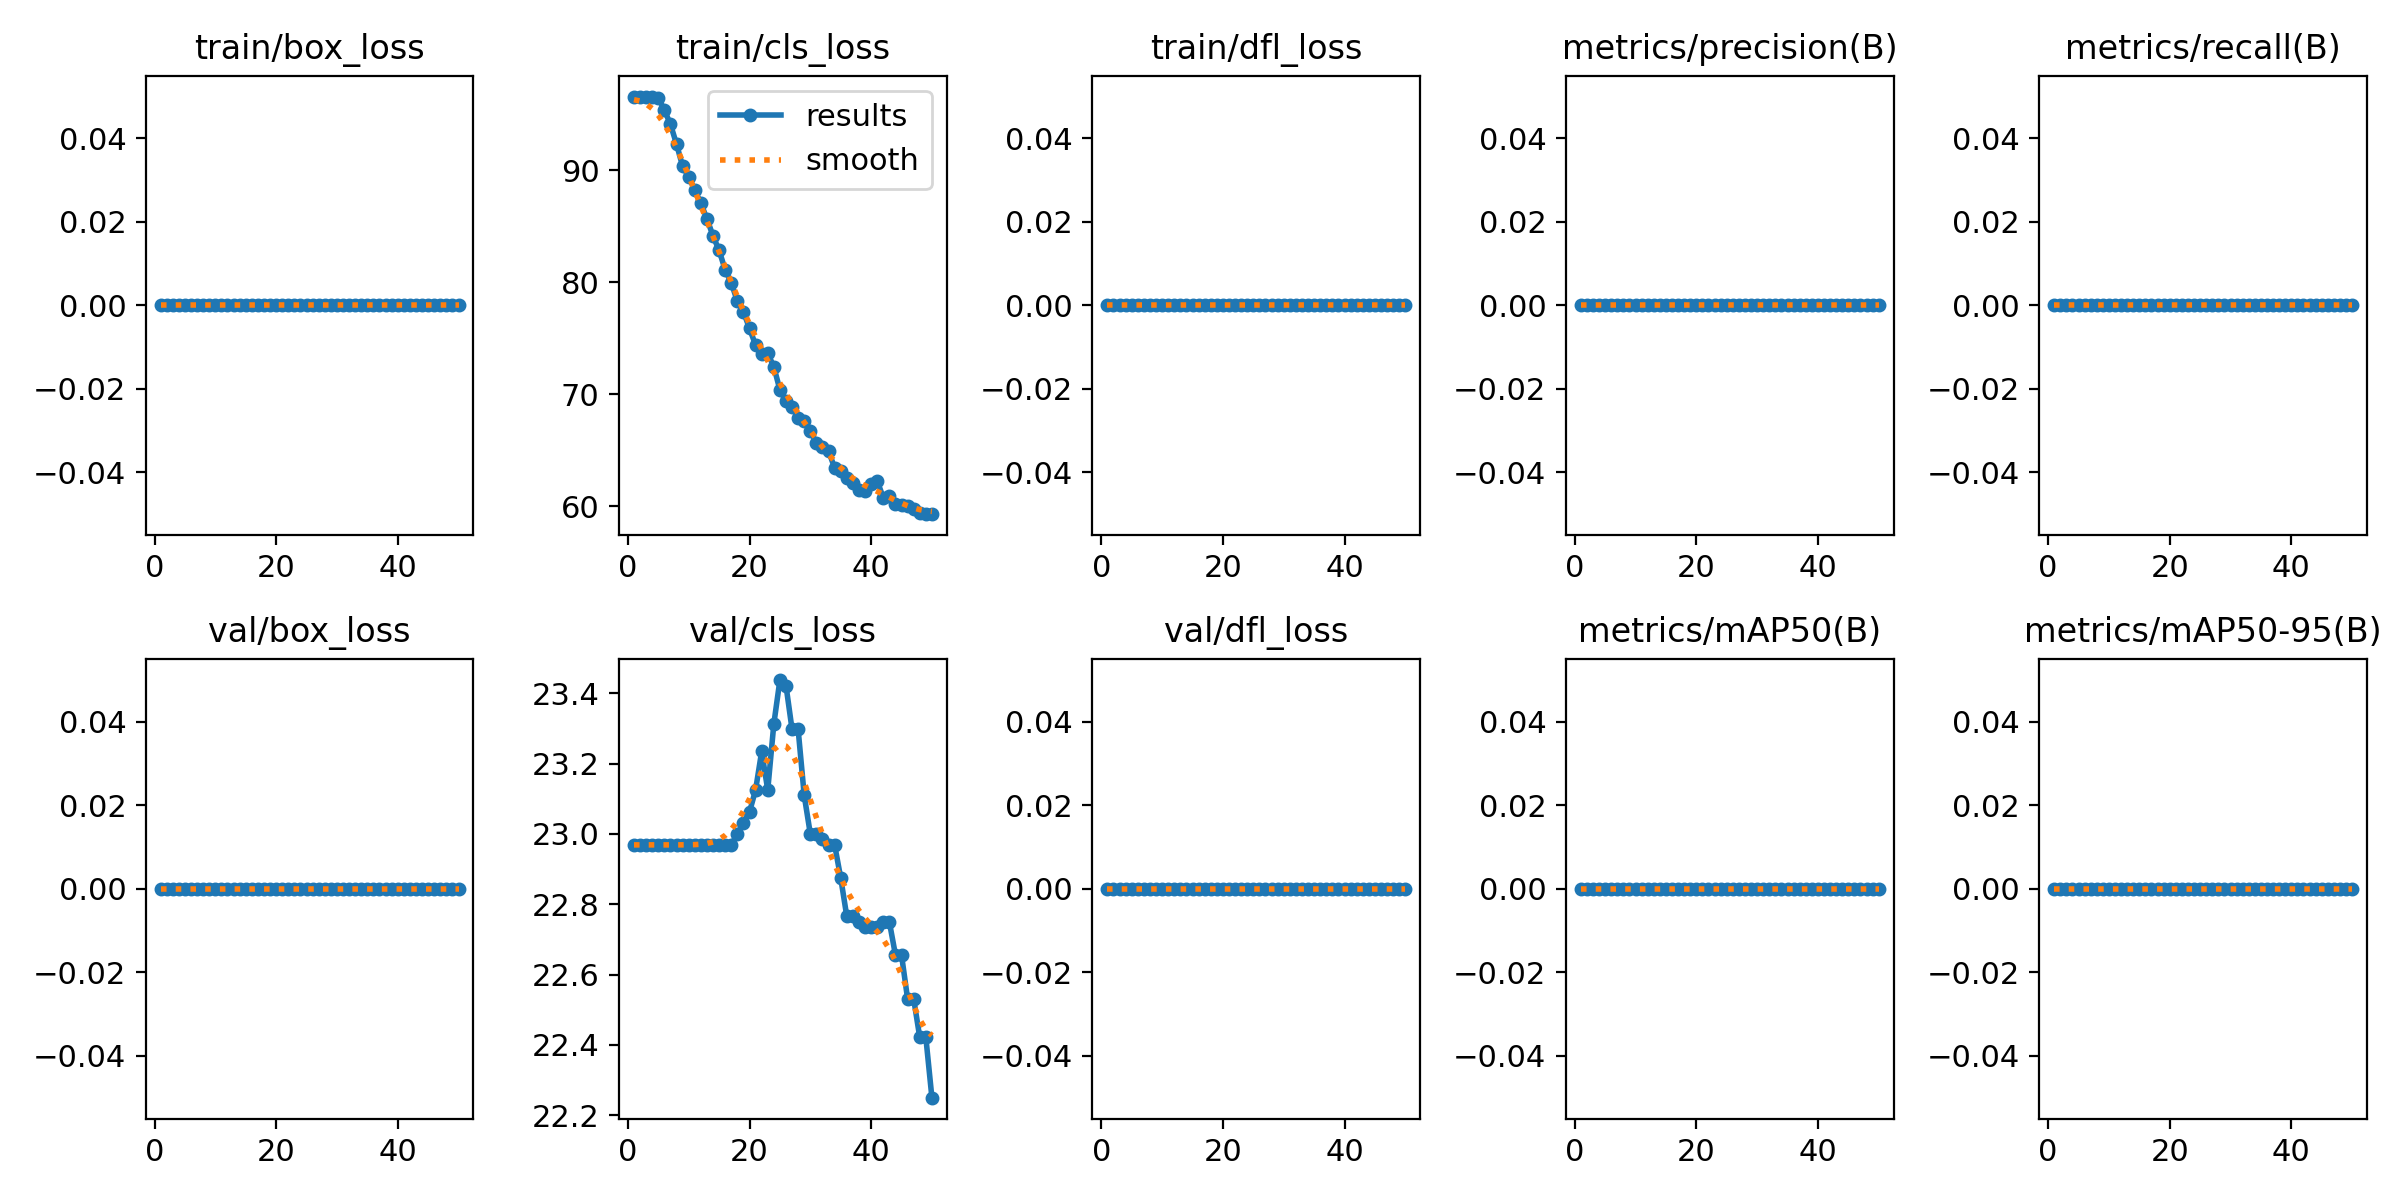 train/box_loss
0.04
0.02
0.00
−0.02
−0.04
0 20 40
train/cls_loss
results
smooth
90
80
70
60
0 20 40
train/dfl_loss
0.04
0.02
0.00
−0.02
−0.04
0 20 40
metrics/precision(B)
0.04
0.02
0.00
−0.02
−0.04
0 20 40
metrics/recall(B)
0.04
0.02
0.00
−0.02
−0.04
0 20 40
val/box_loss
0.04
0.02
0.00
−0.02
−0.04
0 20 40
val/cls_loss
23.4
23.2
23.0
22.8
22.6
22.4
22.2
0 20 40
val/dfl_loss
0.04
0.02
0.00
−0.02
−0.04
0 20 40
metrics/mAP50(B)
0.04
0.02
0.00
−0.02
−0.04
0 20 40
metrics/mAP50-95(B)
0.04
0.02
0.00
−0.02
−0.04
0 20 40